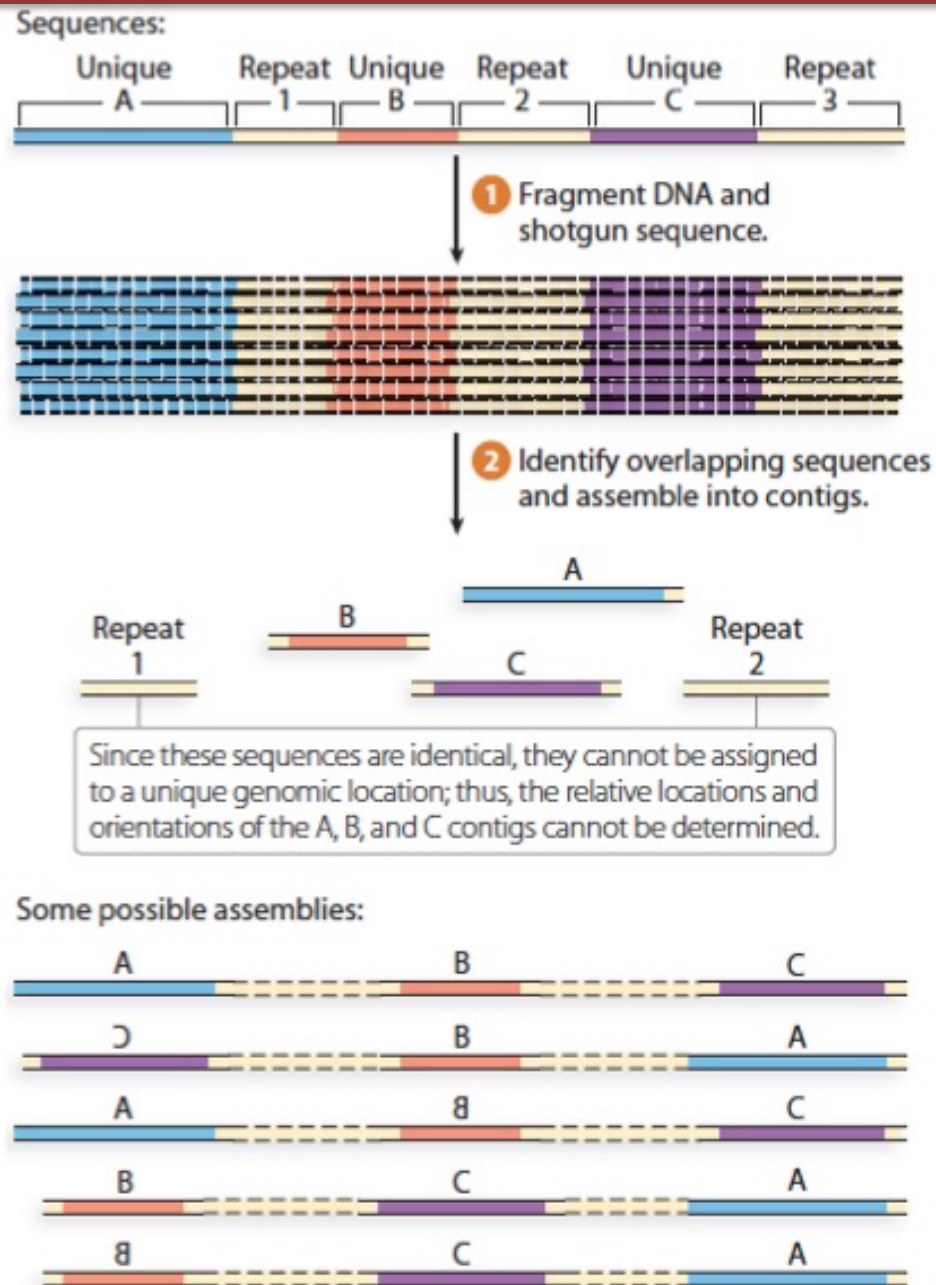 Sequences:
Unique Repeat Unique Repeat Unique Repeat
A 1 B 2 C 3
1 Fragment DNA and
shotgun sequence.
2 Identify overlapping sequences
and assemble into contigs.
A
B
Repeat
1
C
Repeat
2
Since these sequences are identical, they cannot be assigned
to a unique genomic location; thus, the relative locations and
orientations of the A, B, and C contigs cannot be determined.
Some possible assemblies:
A B C
C B A
A B C
B C A
B C A